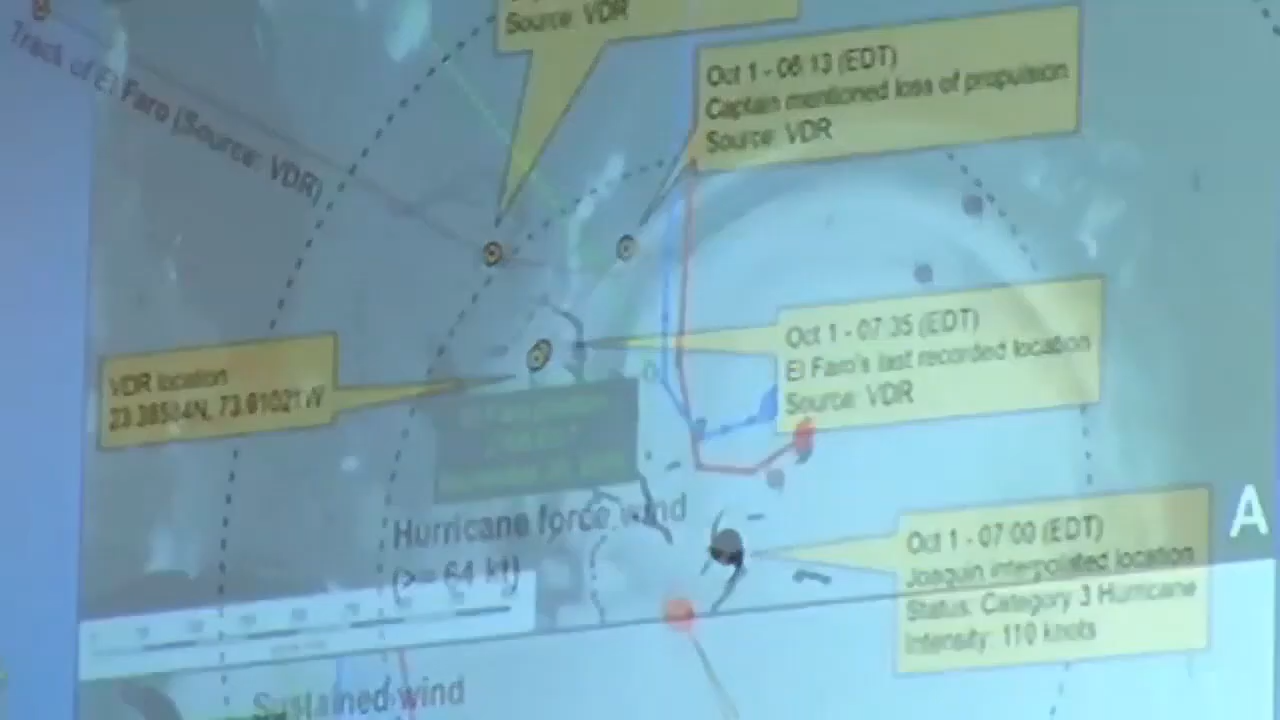 Source: VDR
Oct 1 - 06:13 (EDT)
Captain mentioned loss of propulsion
Source: VDR
Track of El Faro (Source: VDR)
Oct 1 - 07:35 (EDT)
El Faro's last recorded location
Source: VDR
VDR location
Hurricane force wind
(>= 64 kt)
A
Oct 1 - 07:00 (EDT)
Joaquin interpolated location
Status: Category 3 Hurricane
Intensity: 110 knots
Sustained wind